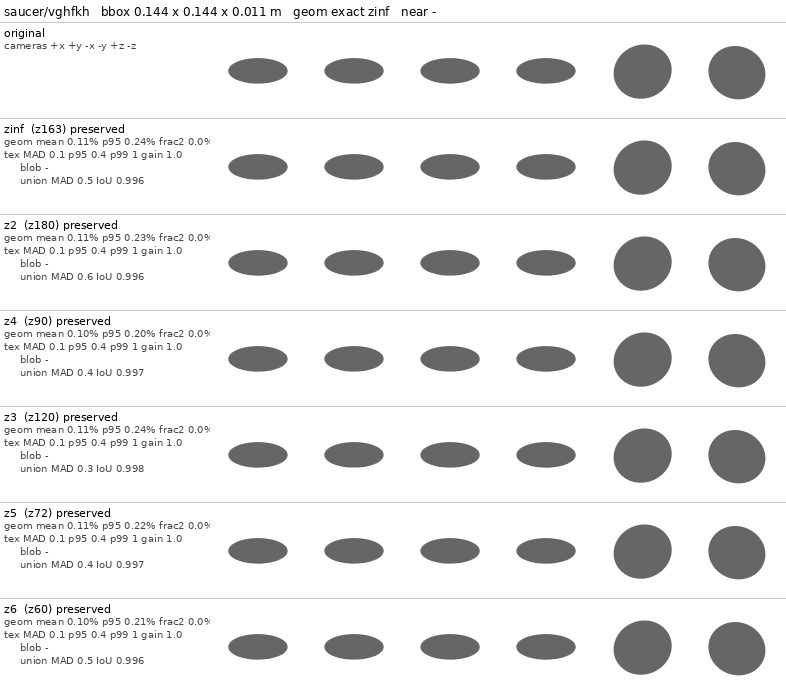 saucer/vghfkh bbox 0.144 x 0.144 x 0.011 m geom exact zinf near -
original
cameras +x +y -x -y +z -z
zinf (z163) preserved
geom mean 0.11% p95 0.24% frac2 0.0%
tex MAD 0.1 p95 0.4 p99 1 gain 1.0
blob -
union MAD 0.5 IoU 0.996
z2 (z180) preserved
geom mean 0.11% p95 0.23% frac2 0.0%
tex MAD 0.1 p95 0.4 p99 1 gain 1.0
blob -
union MAD 0.6 IoU 0.996
z4 (z90) preserved
geom mean 0.10% p95 0.20% frac2 0.0%
tex MAD 0.1 p95 0.4 p99 1 gain 1.0
blob -
union MAD 0.4 IoU 0.997
z3 (z120) preserved
geom mean 0.11% p95 0.24% frac2 0.0%
tex MAD 0.1 p95 0.4 p99 1 gain 1.0
blob -
union MAD 0.3 IoU 0.998
z5 (z72) preserved
geom mean 0.11% p95 0.22% frac2 0.0%
tex MAD 0.1 p95 0.4 p99 1 gain 1.0
blob -
union MAD 0.4 IoU 0.997
z6 (z60) preserved
geom mean 0.10% p95 0.21% frac2 0.0%
tex MAD 0.1 p95 0.4 p99 1 gain 1.0
blob -
union MAD 0.5 IoU 0.996